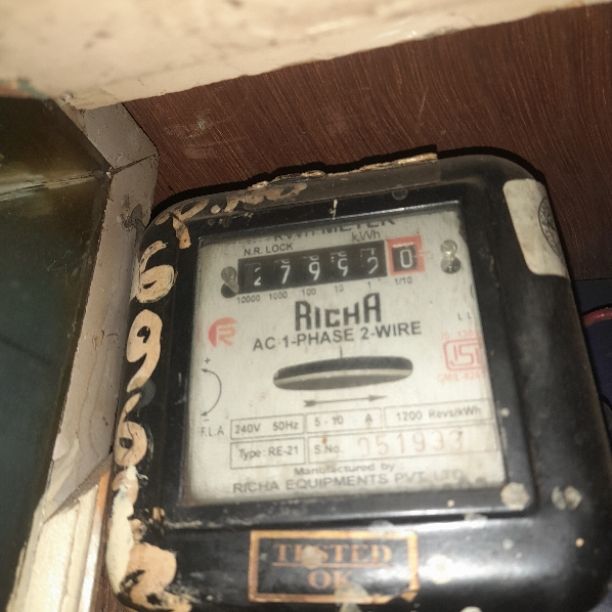 METER
N.R. LOCK kWh
2 7 9 9 2 0
10000 1000 100 10 1 1/10
RICHA
AC 1-PHASE 2-WIRE
F.L.A
240V 50Hz 5 - 10 A 1200 Revs/kWh
Type: RE-21 S.No. 051933
Manufactured by
RICHA EQUIPMENTS PVT. LTD.
TESTED
OK